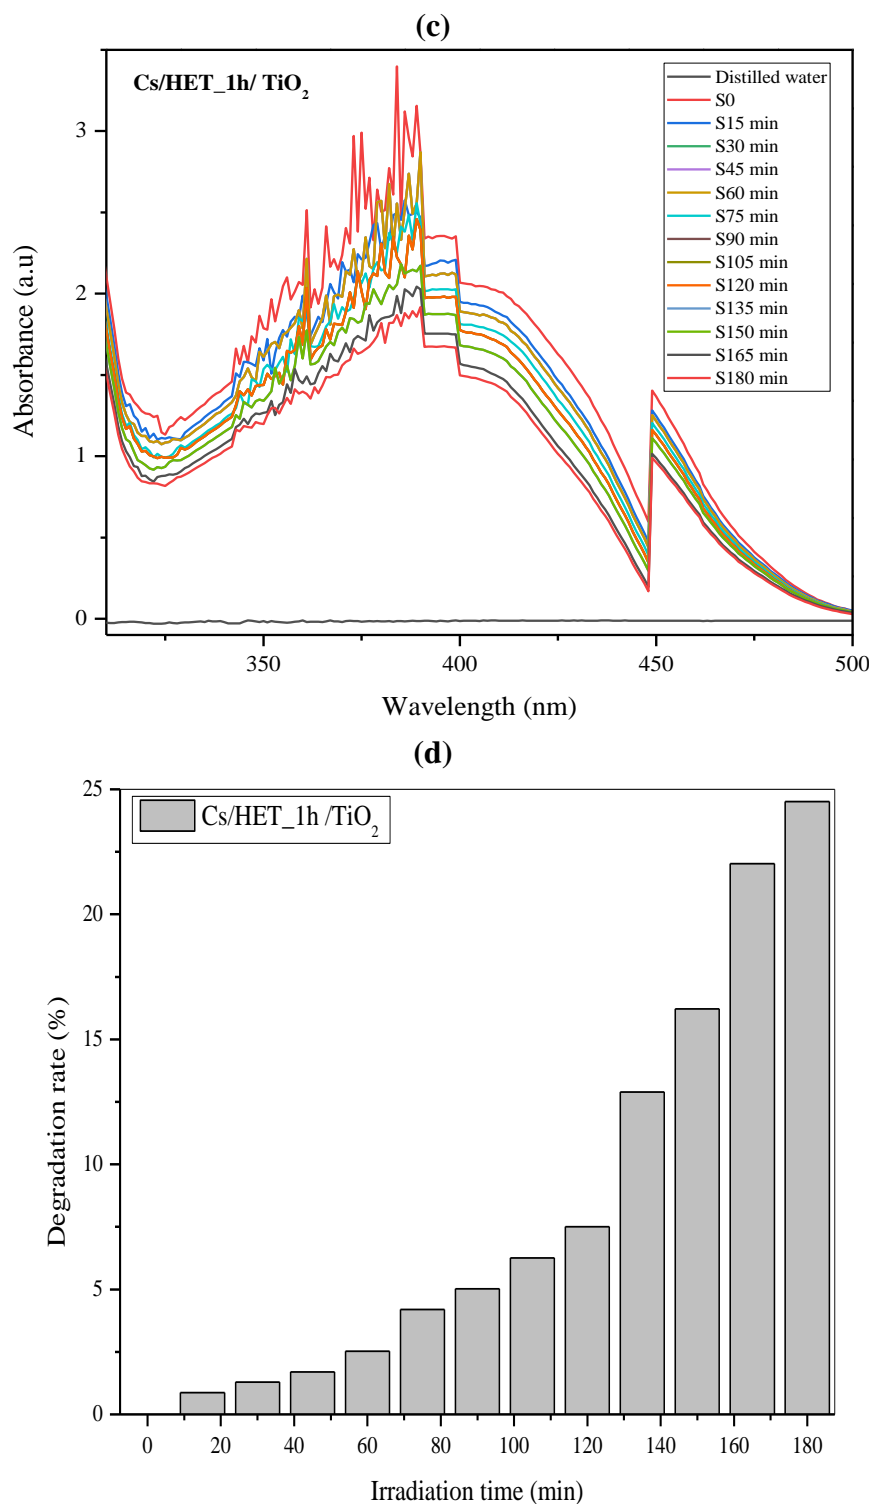 (c)
Cs/HET_1h/ TiO2
Distilled water
S0
S15 min
S30 min
S45 min
S60 min
S75 min
S90 min
S105 min
S120 min
S135 min
S150 min
S165 min
S180 min
3
2
1
0
Absorbance (a.u)
350
400
450
500
Wavelength (nm)
(d)
Cs/HET_1h /TiO2
25
20
15
10
5
0
Degradation rate (%)
0
20
40
60
80
100
120
140
160
180
Irradiation time (min)